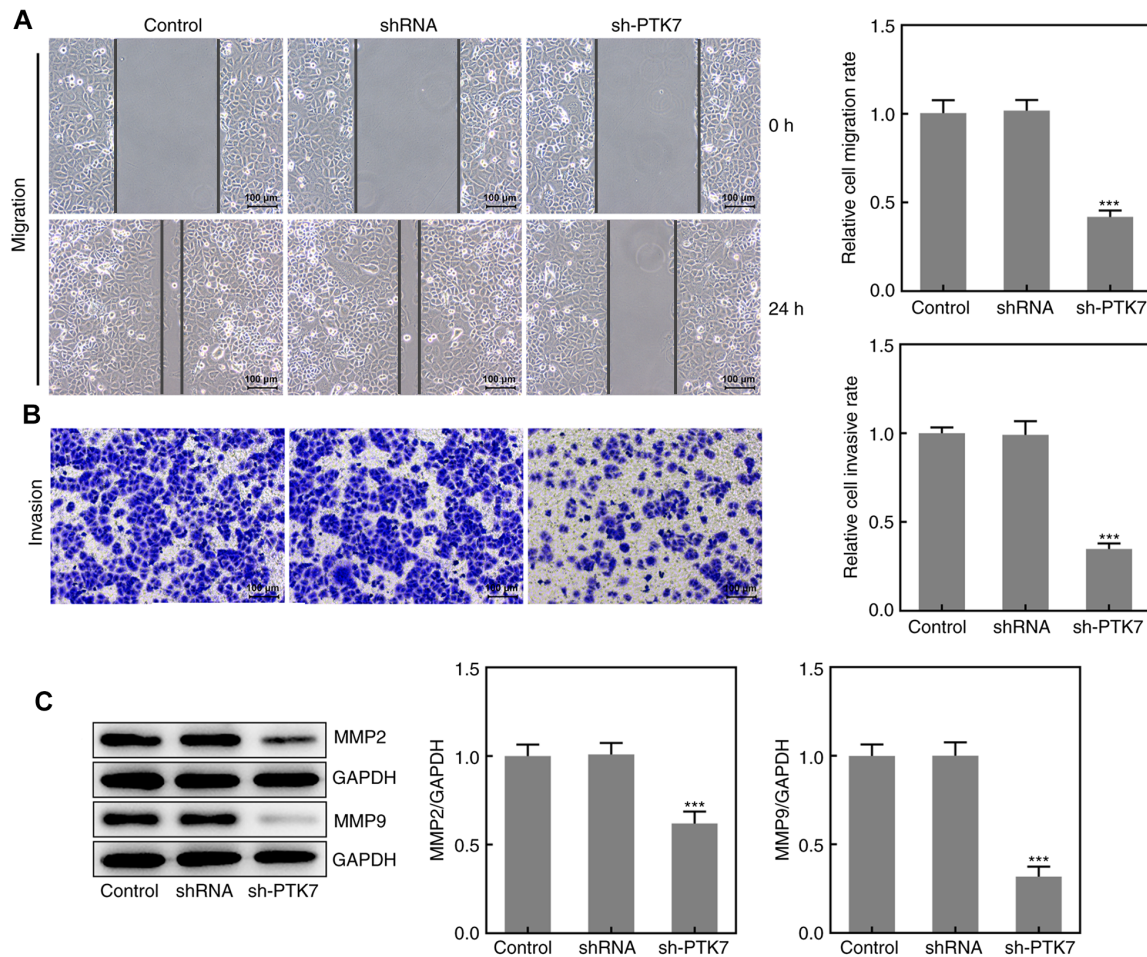 A
Control shRNA sh-PTK7
Migration
0 h
100 µm 100 µm 100 µm
24 h
100 µm 100 µm 100 µm
Relative cell migration rate
1.5
1.0
0.5
0.0
***
Control shRNA sh-PTK7
B
Invasion
100 µm 100 µm 100 µm
Relative cell invasive rate
1.5
1.0
0.5
0.0
***
Control shRNA sh-PTK7
C
MMP2
GAPDH
MMP9
GAPDH
Control shRNA sh-PTK7
MMP2/GAPDH
1.5
1.0
0.5
0.0
***
Control shRNA sh-PTK7
MMP9/GAPDH
1.5
1.0
0.5
0.0
***
Control shRNA sh-PTK7